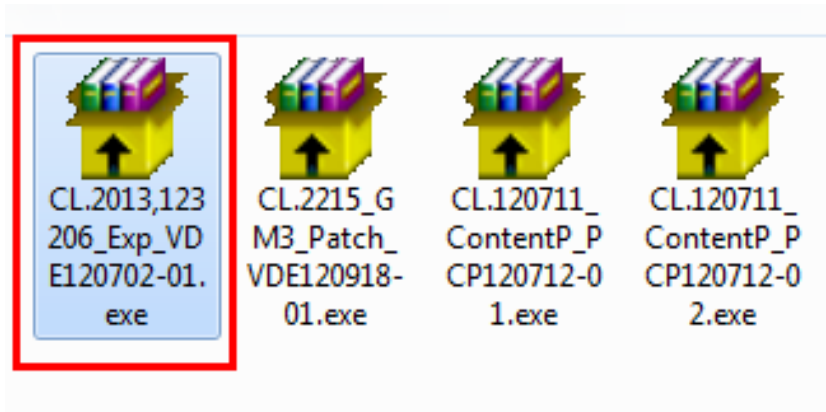 CL.2013,123
206_Exp_VD
E120702-01.
exe
CL.2215_G
M3_Patch_
VDE120918-
01.exe
CL.120711_
ContentP_P
CP120712-0
1.exe
CL.120711_
ContentP_P
CP120712-0
2.exe